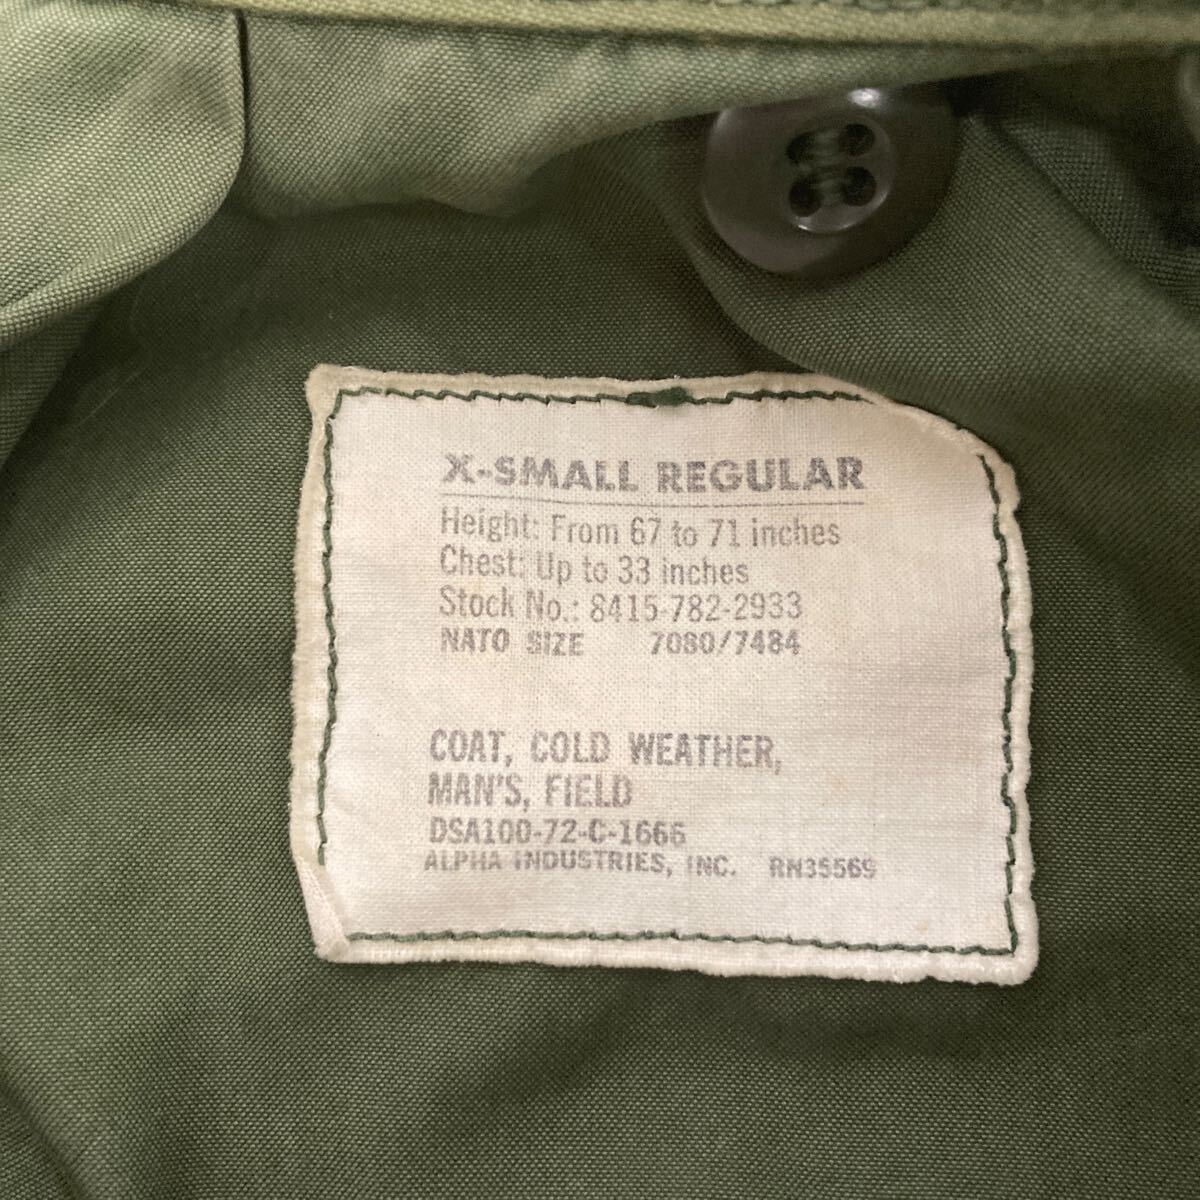 X-SMALL REGULAR
Height: From 67 to 71 inches
Chest: Up to 33 inches
Stock No.: 8415-782-2933
NATO SIZE 7080/7484
COAT, COLD WEATHER,
MAN'S, FIELD
DSA100-72-C-1666
ALPHA INDUSTRIES, INC. RN35569